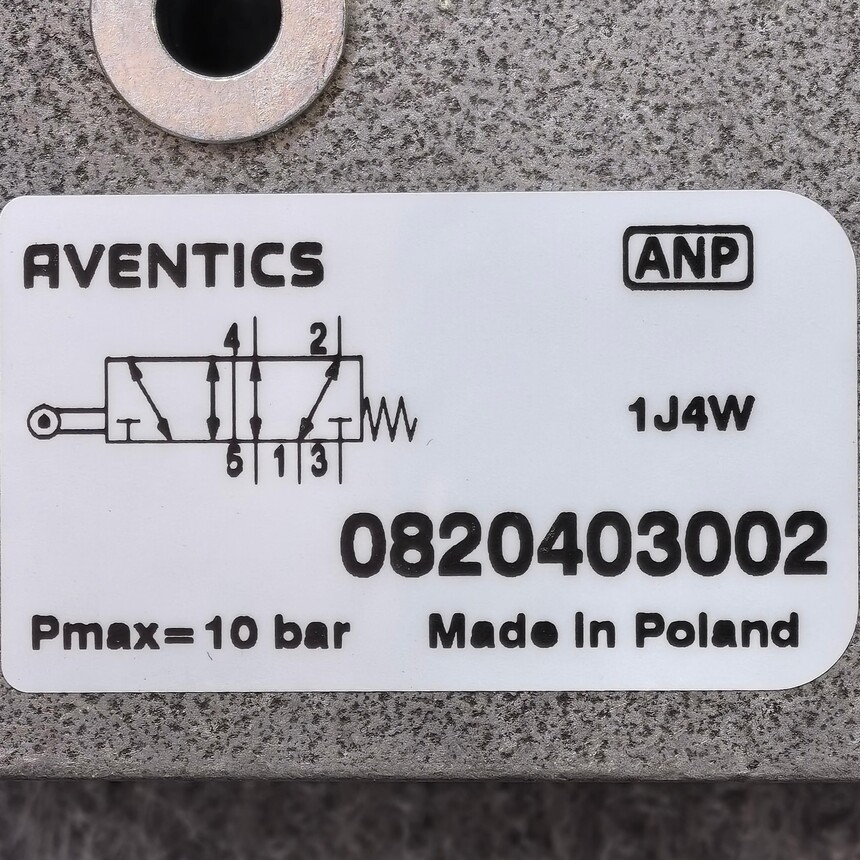 AVENTICS
ANP
4 2
1J4W
5 1 3
0820403002
Pmax=10 bar
Made in Poland